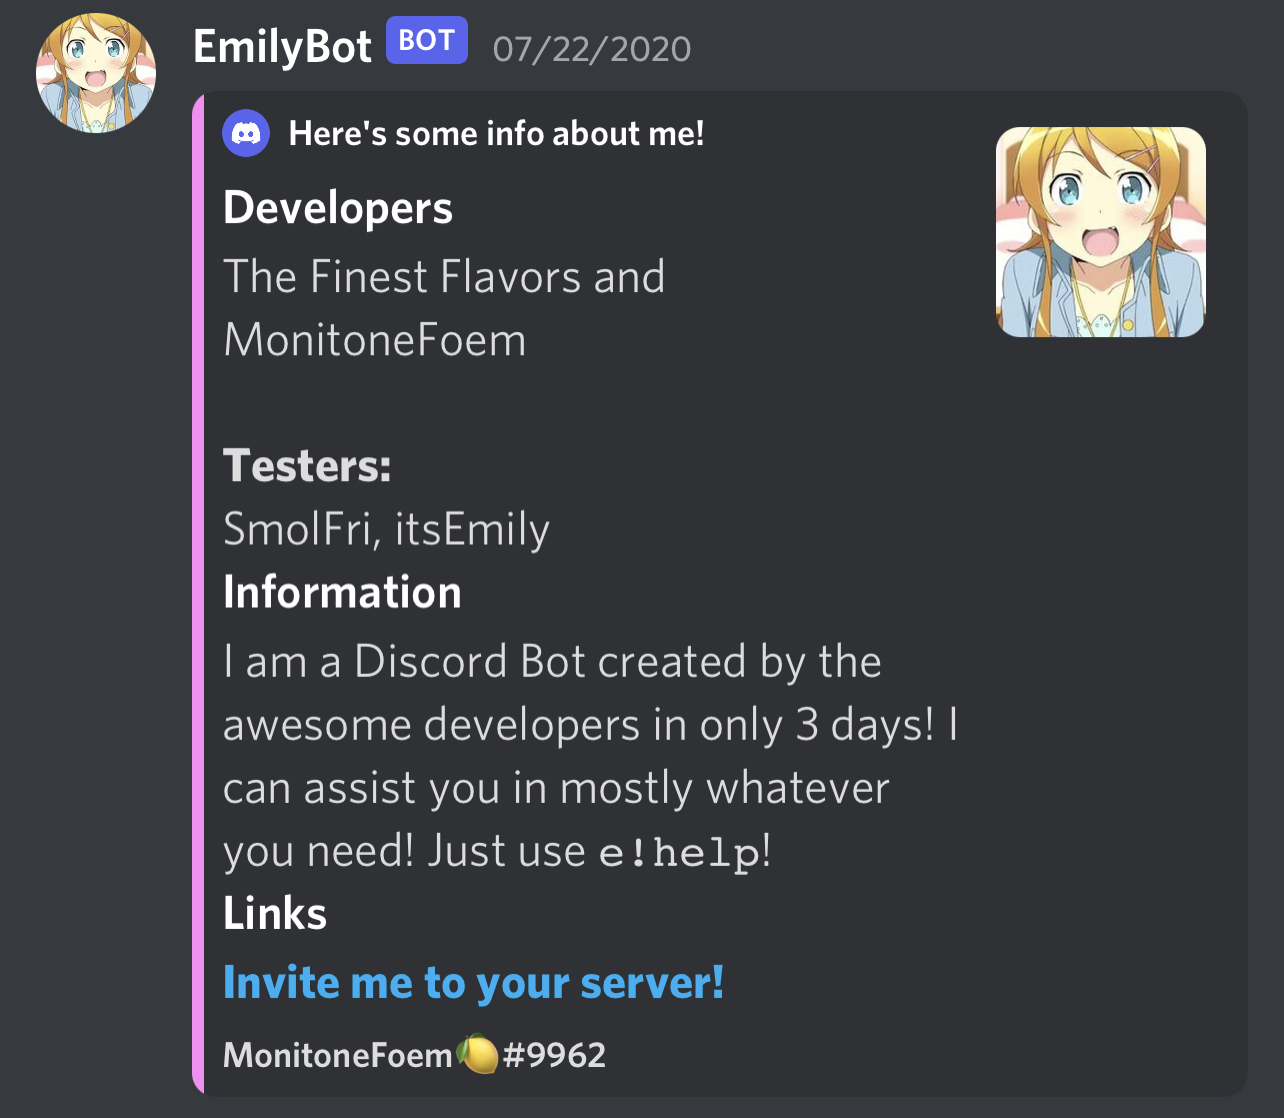 EmilyBot BOT 07/22/2020
Here's some info about me!
Developers
The Finest Flavors and
MonitoneFoem
Testers:
SmolFri, itsEmily
Information
I am a Discord Bot created by the
awesome developers in only 3 days! I
can assist you in mostly whatever
you need! Just use e!help!
Links
Invite me to your server!
MonitoneFoem🍋#9962